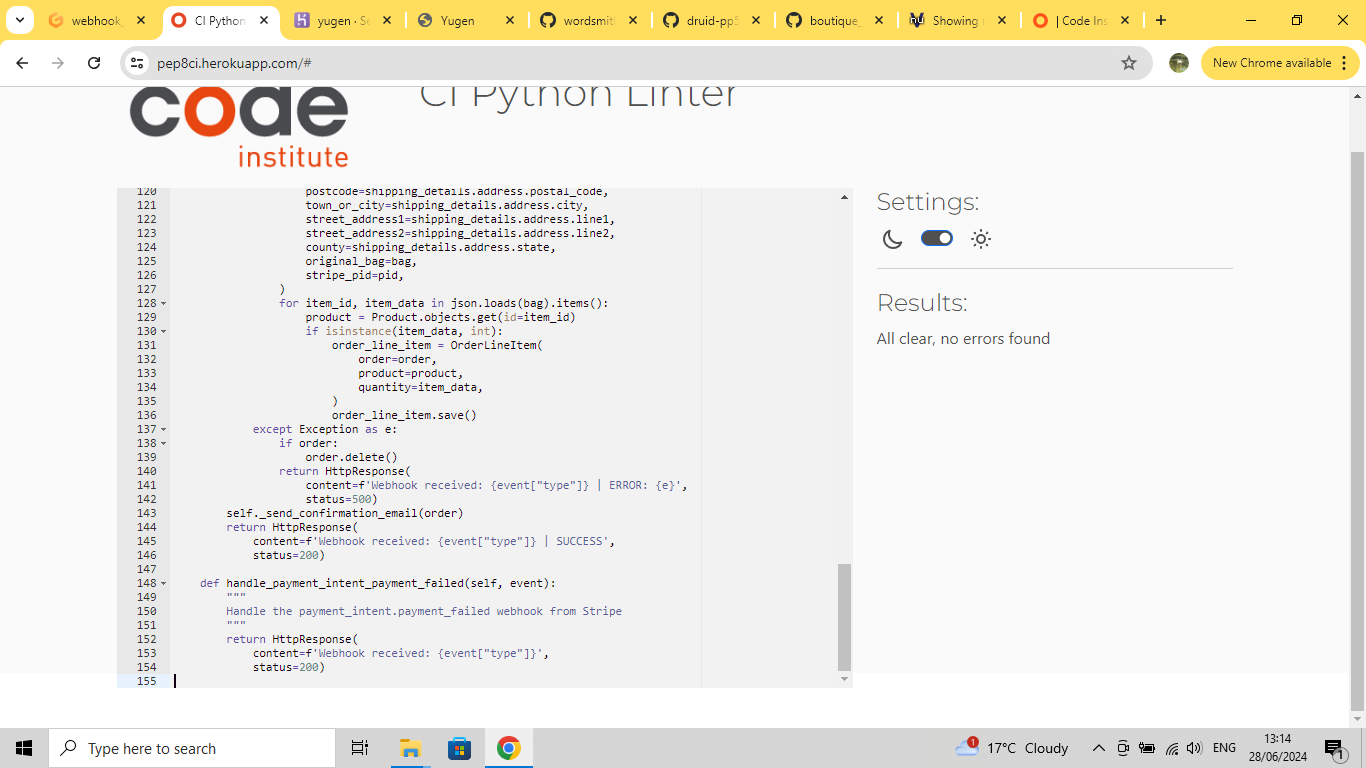 webhook_
CI Python
yugen · Se
Yugen
wordsmit
druid-pp5
boutique_
Showing
| Code Ins
pep8ci.herokuapp.com/#
New Chrome available
code
institute
CI Python Linter
120 postcode=shipping_details.address.postal_code,
121 town_or_city=shipping_details.address.city,
122 street_address1=shipping_details.address.line1,
123 street_address2=shipping_details.address.line2,
124 county=shipping_details.address.state,
125 original_bag=bag,
126 stripe_pid=pid,
127 )
128 for item_id, item_data in json.loads(bag).items():
129 product = Product.objects.get(id=item_id)
130 if isinstance(item_data, int):
131 order_line_item = OrderLineItem(
132 order=order,
133 product=product,
134 quantity=item_data,
135 )
136 order_line_item.save()
137 except Exception as e:
138 if order:
139 order.delete()
140 return HttpResponse(
141 content=f'Webhook received: {event["type"]} | ERROR: {e}',
142 status=500)
143 self._send_confirmation_email(order)
144 return HttpResponse(
145 content=f'Webhook received: {event["type"]} | SUCCESS',
146 status=200)
147
148 def handle_payment_intent_payment_failed(self, event):
149 """
150 Handle the payment_intent.payment_failed webhook from Stripe
151 """
152 return HttpResponse(
153 content=f'Webhook received: {event["type"]}',
154 status=200)
155
Settings:
Results:
All clear, no errors found
Type here to search
1
17°C Cloudy
ENG
13:14
28/06/2024
1